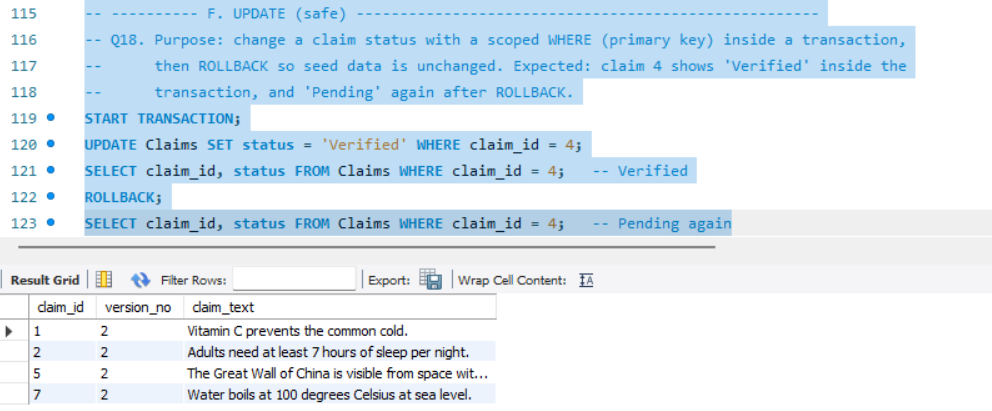 115 -- ---------- F. UPDATE (safe) ----------------------------------------------------
116 -- Q18. Purpose: change a claim status with a scoped WHERE (primary key) inside a transaction,
117 --      then ROLLBACK so seed data is unchanged. Expected: claim 4 shows 'Verified' inside the
118 --      transaction, and 'Pending' again after ROLLBACK.
119 START TRANSACTION;
120 UPDATE Claims SET status = 'Verified' WHERE claim_id = 4;
121 SELECT claim_id, status FROM Claims WHERE claim_id = 4;   -- Verified
122 ROLLBACK;
123 SELECT claim_id, status FROM Claims WHERE claim_id = 4;   -- Pending again
Result Grid Filter Rows: Export: Wrap Cell Content:
claim_id version_no claim_text
1 2 Vitamin C prevents the common cold.
2 2 Adults need at least 7 hours of sleep per night.
5 2 The Great Wall of China is visible from space wit...
7 2 Water boils at 100 degrees Celsius at sea level.